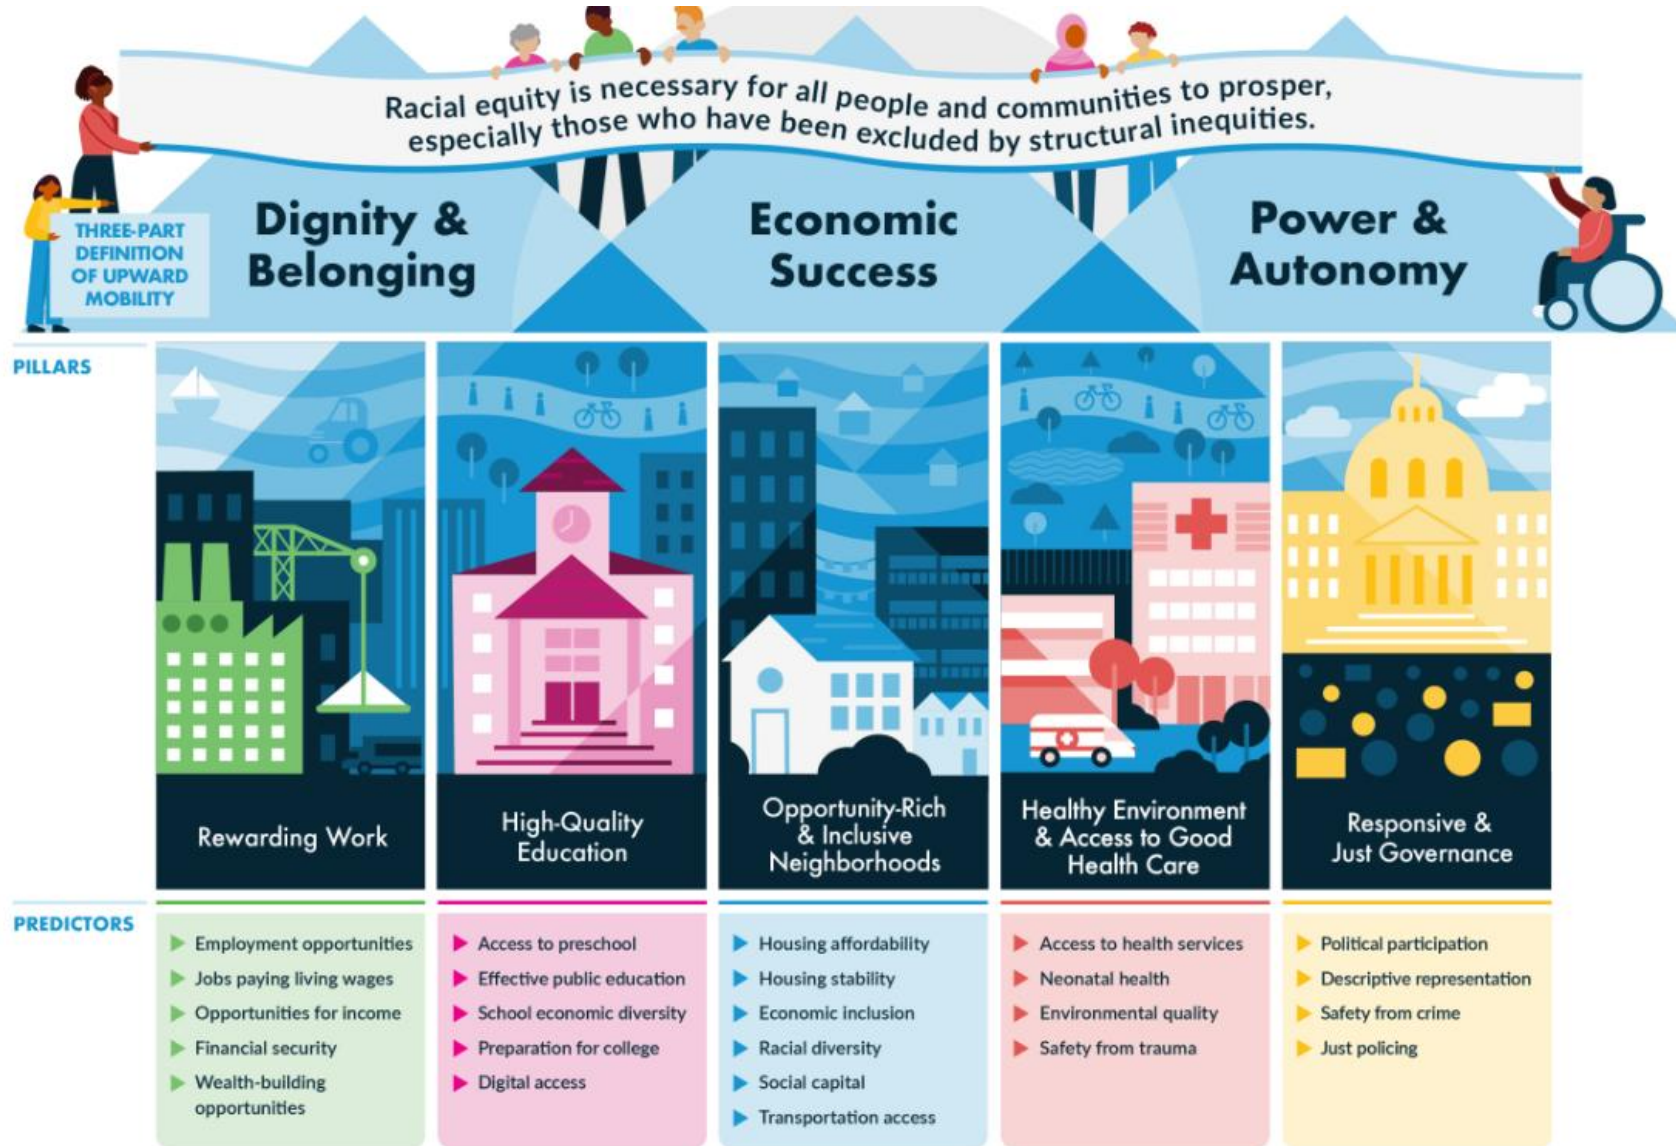 Racial equity is necessary for all people and communities to prosper,
especially those who have been excluded by structural inequities.
THREE-PART
DEFINITION
OF UPWARD
MOBILITY
Dignity &
Belonging
Economic
Success
Power &
Autonomy
PILLARS
Rewarding Work
High-Quality
Education
Opportunity-Rich
& Inclusive
Neighborhoods
Healthy Environment
& Access to Good
Health Care
Responsive &
Just Governance
PREDICTORS
Employment opportunities
Jobs paying living wages
Opportunities for income
Financial security
Wealth-building
opportunities
Access to preschool
Effective public education
School economic diversity
Preparation for college
Digital access
Housing affordability
Housing stability
Economic inclusion
Racial diversity
Social capital
Transportation access
Access to health services
Neonatal health
Environmental quality
Safety from trauma
Political participation
Descriptive representation
Safety from crime
Just policing